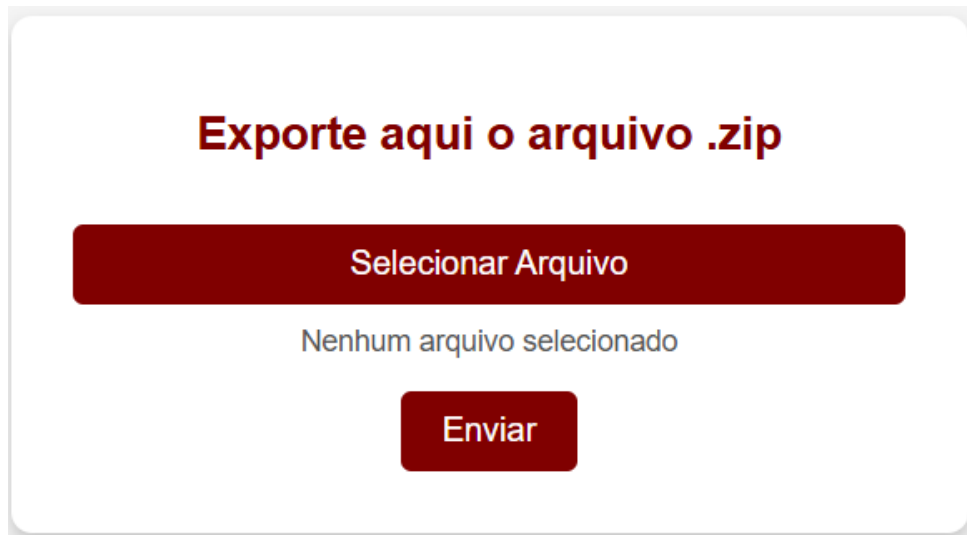 Exporte aqui o arquivo .zip
Selecionar Arquivo
Nenhum arquivo selecionado
Enviar